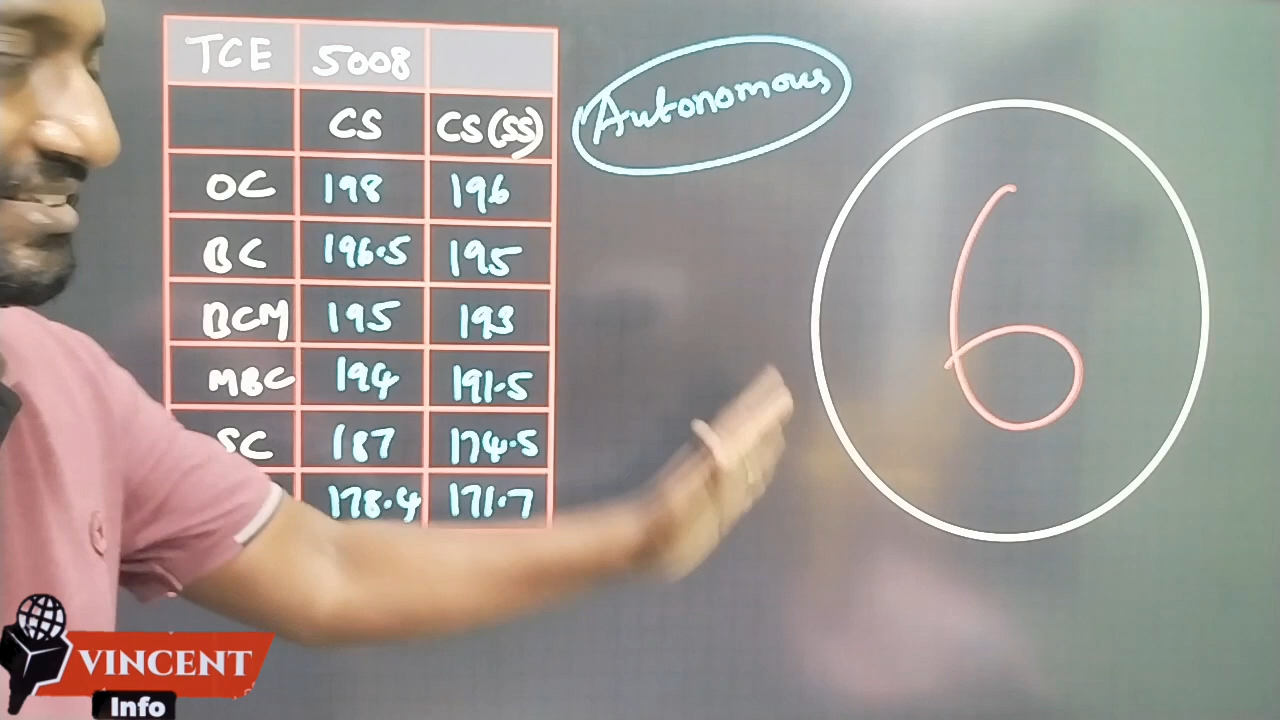 TCE 5008
CS CS(SS)
OC 198 196
BC 196.5 195
BCM 195 193
MBC 194 191.5
SC 187 174.5
178.4 171.7
Autonomous
6
VINCENT
Info